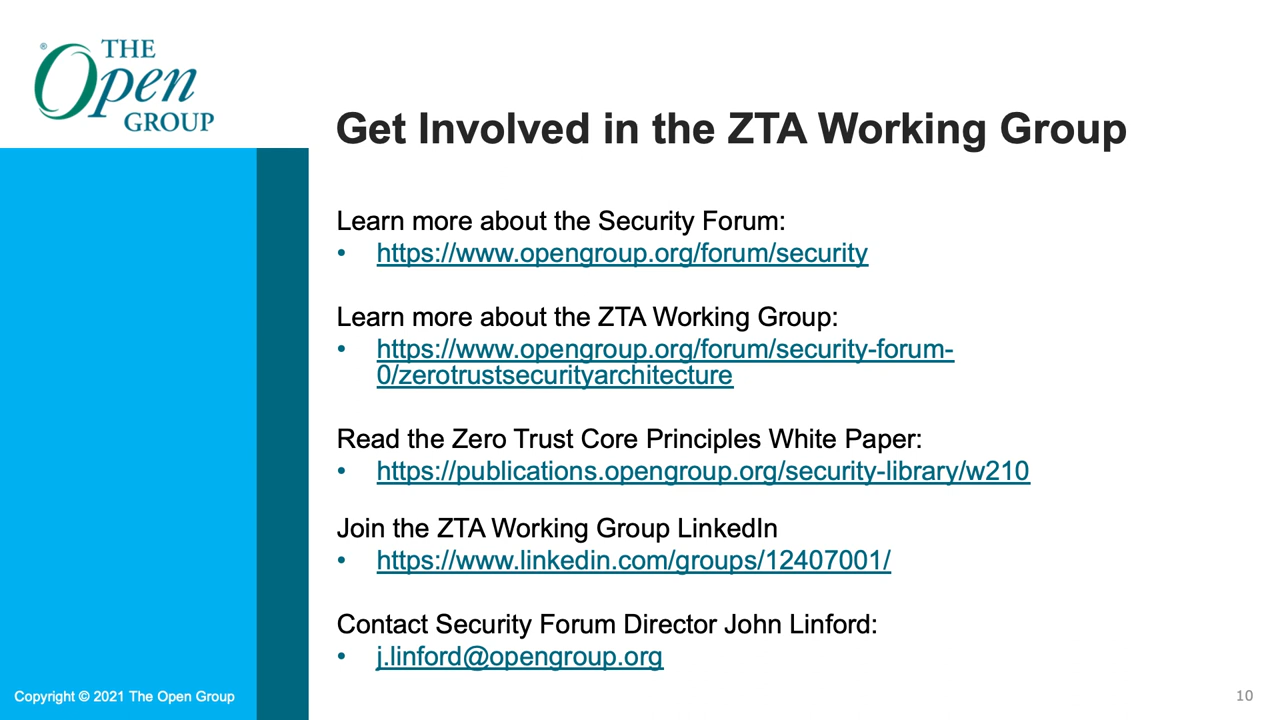 ® THE
Open
GROUP
Get Involved in the ZTA Working Group
Learn more about the Security Forum:
• https://www.opengroup.org/forum/security
Learn more about the ZTA Working Group:
• https://www.opengroup.org/forum/security-forum-
0/zerotrustsecurityarchitecture
Read the Zero Trust Core Principles White Paper:
• https://publications.opengroup.org/security-library/w210
Join the ZTA Working Group LinkedIn
• https://www.linkedin.com/groups/12407001/
Contact Security Forum Director John Linford:
• j.linford@opengroup.org
Copyright © 2021 The Open Group
10